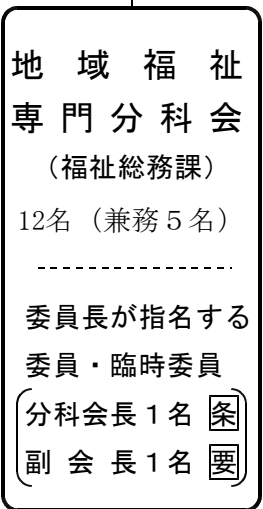 地域福祉
専門分科会
（福祉総務課）
12名（兼務５名）
委員長が指名する
委員・臨時委員
分科会長１名 条
副会長１名 要